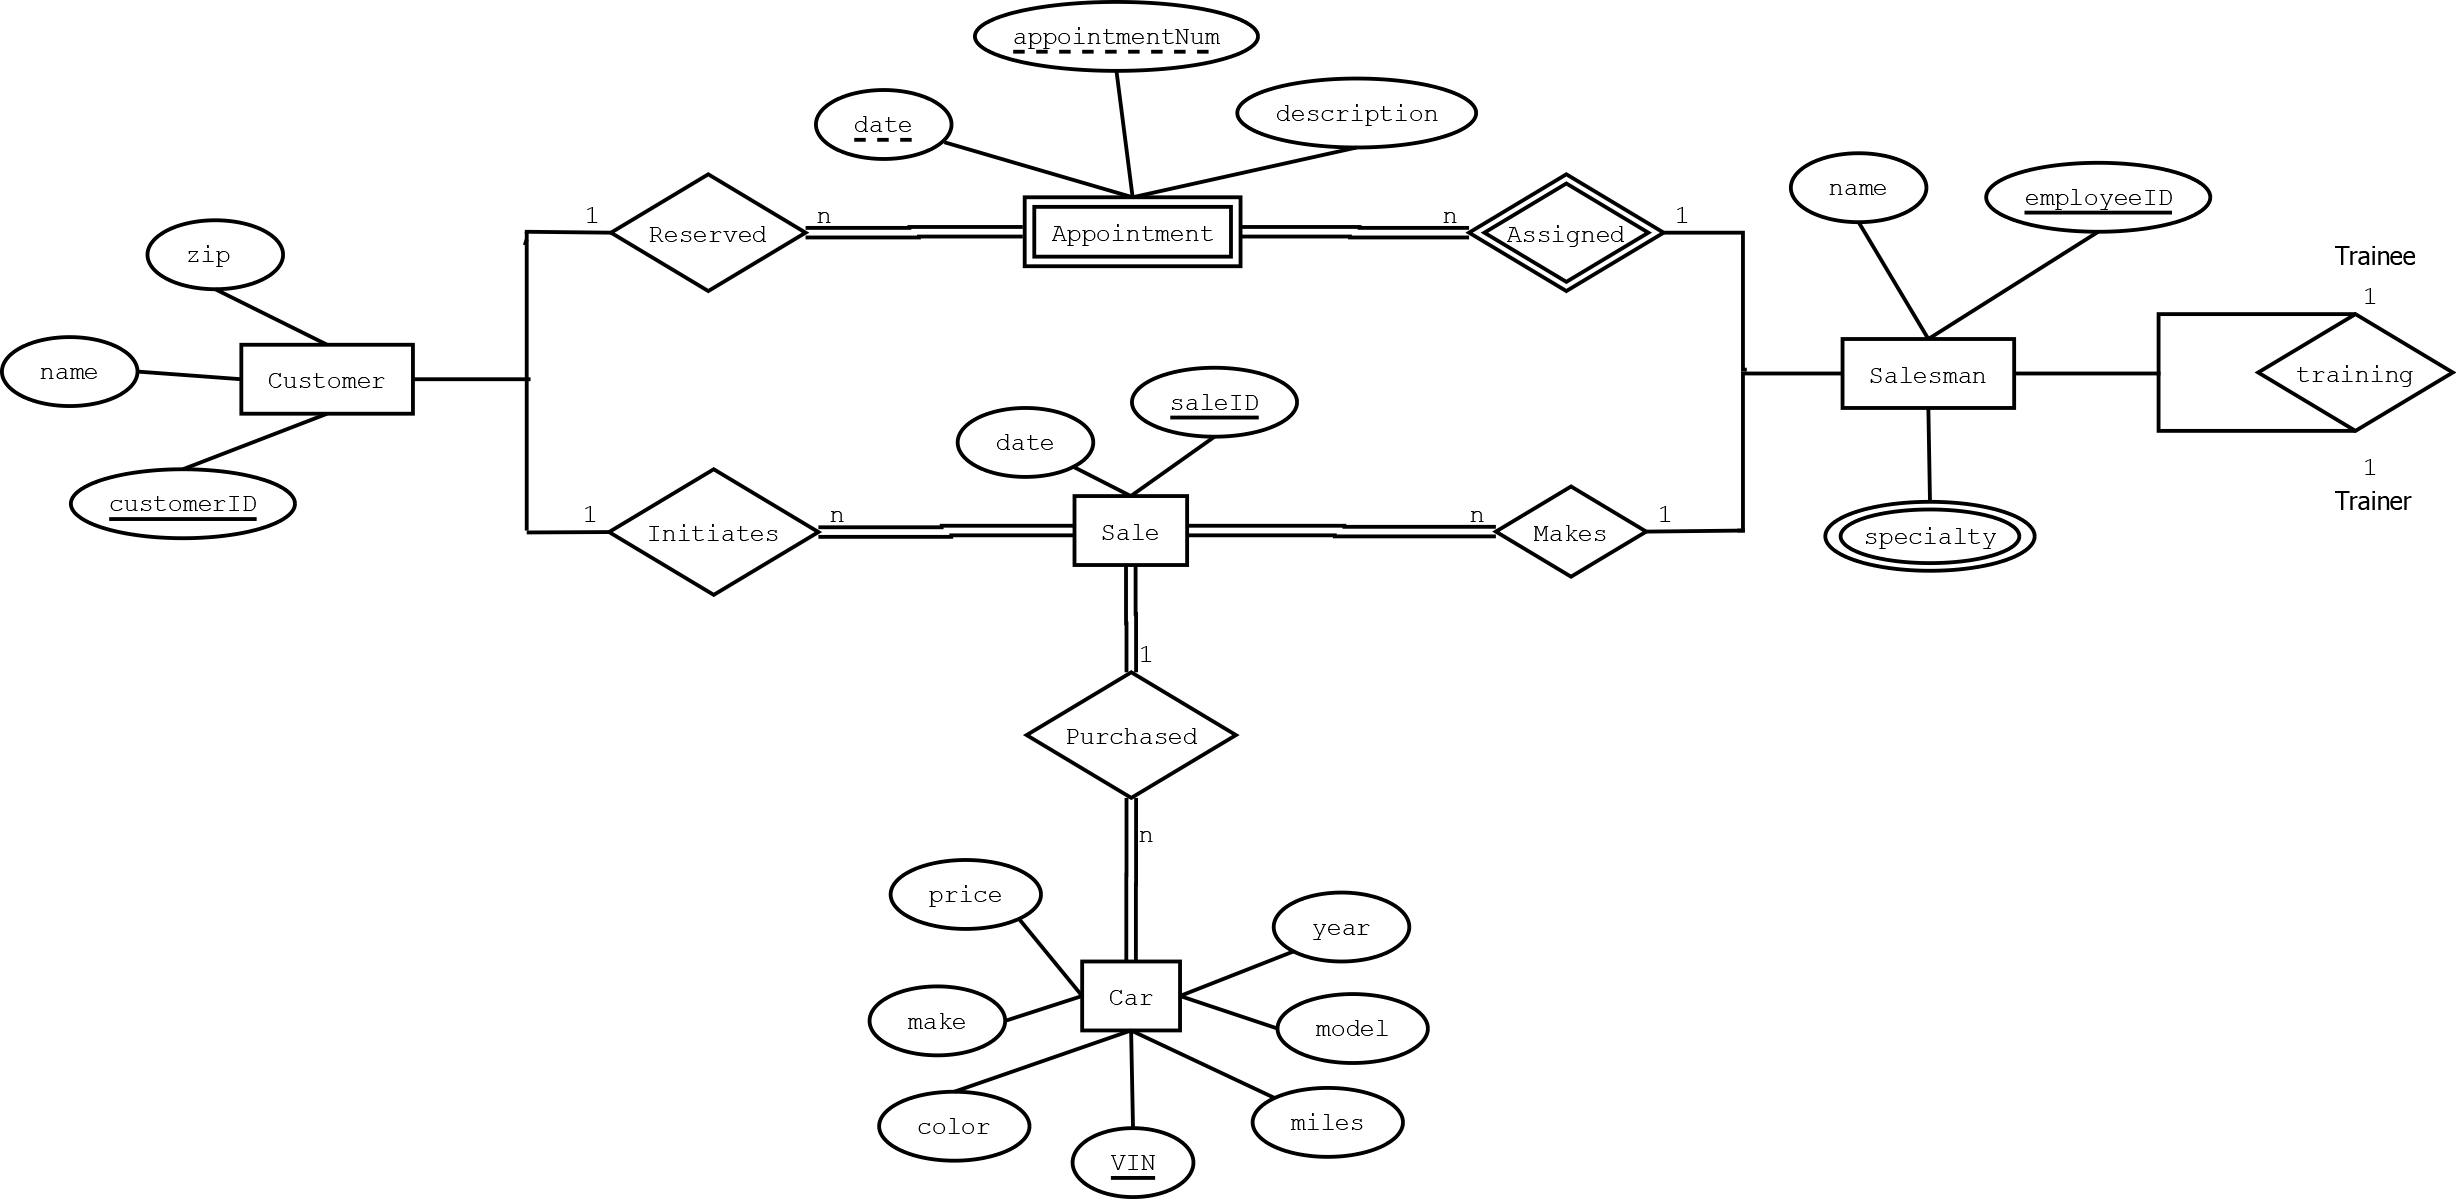 appointmentNum
date
description
name
employeeID
zip
1
Reserved
n
Appointment
n
Assigned
1
Trainee
1
name
Customer
customerID
date
saleID
Salesman
training
specialty
1
Trainer
1
Initiates
n
Sale
n
Makes
1
1
Purchased
n
price
year
make
Car
model
color
miles
VIN